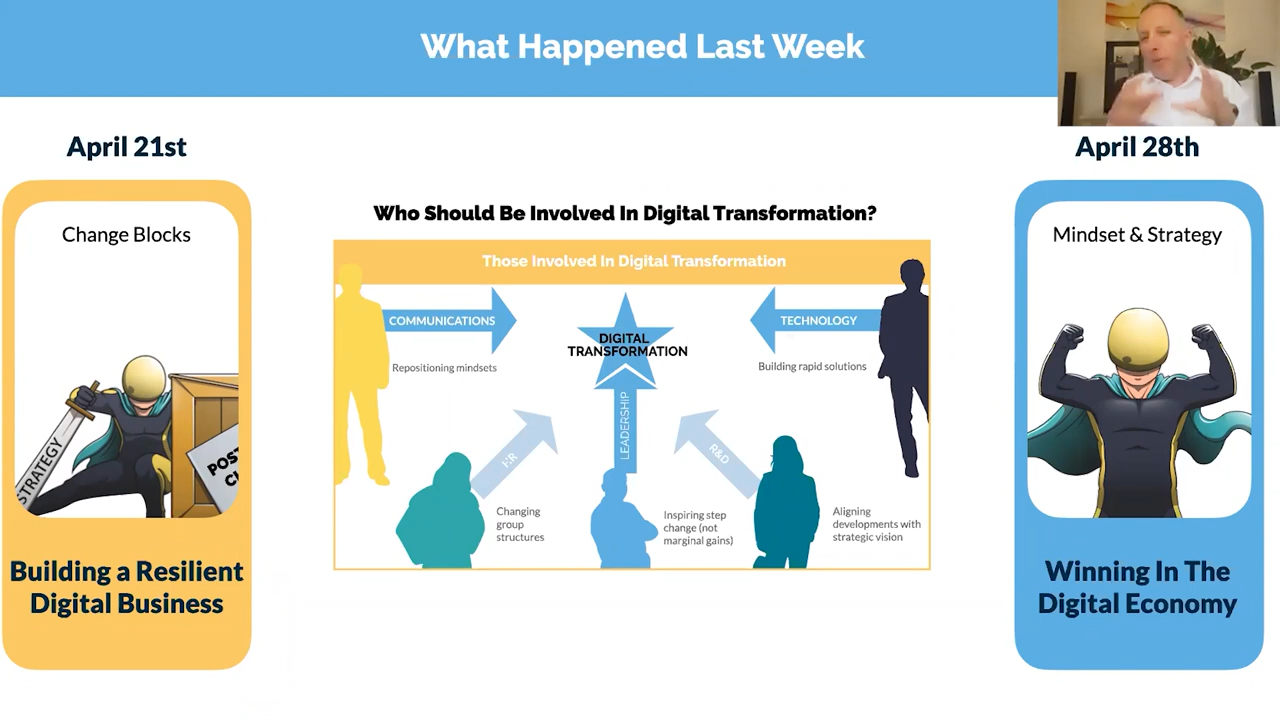 What Happened Last Week
April 21st
Change Blocks
STRATEGY
POS
Building a Resilient
Digital Business
Who Should Be Involved In Digital Transformation?
Those Involved In Digital Transformation
COMMUNICATIONS
Repositioning mindsets
DIGITAL
TRANSFORMATION
TECHNOLOGY
Building rapid solutions
HR
Changing
group
structures
LEADERSHIP
Inspiring step
change (not
marginal gains)
R&D
Aligning
developments with
strategic vision
April 28th
Mindset & Strategy
Winning In The
Digital Economy